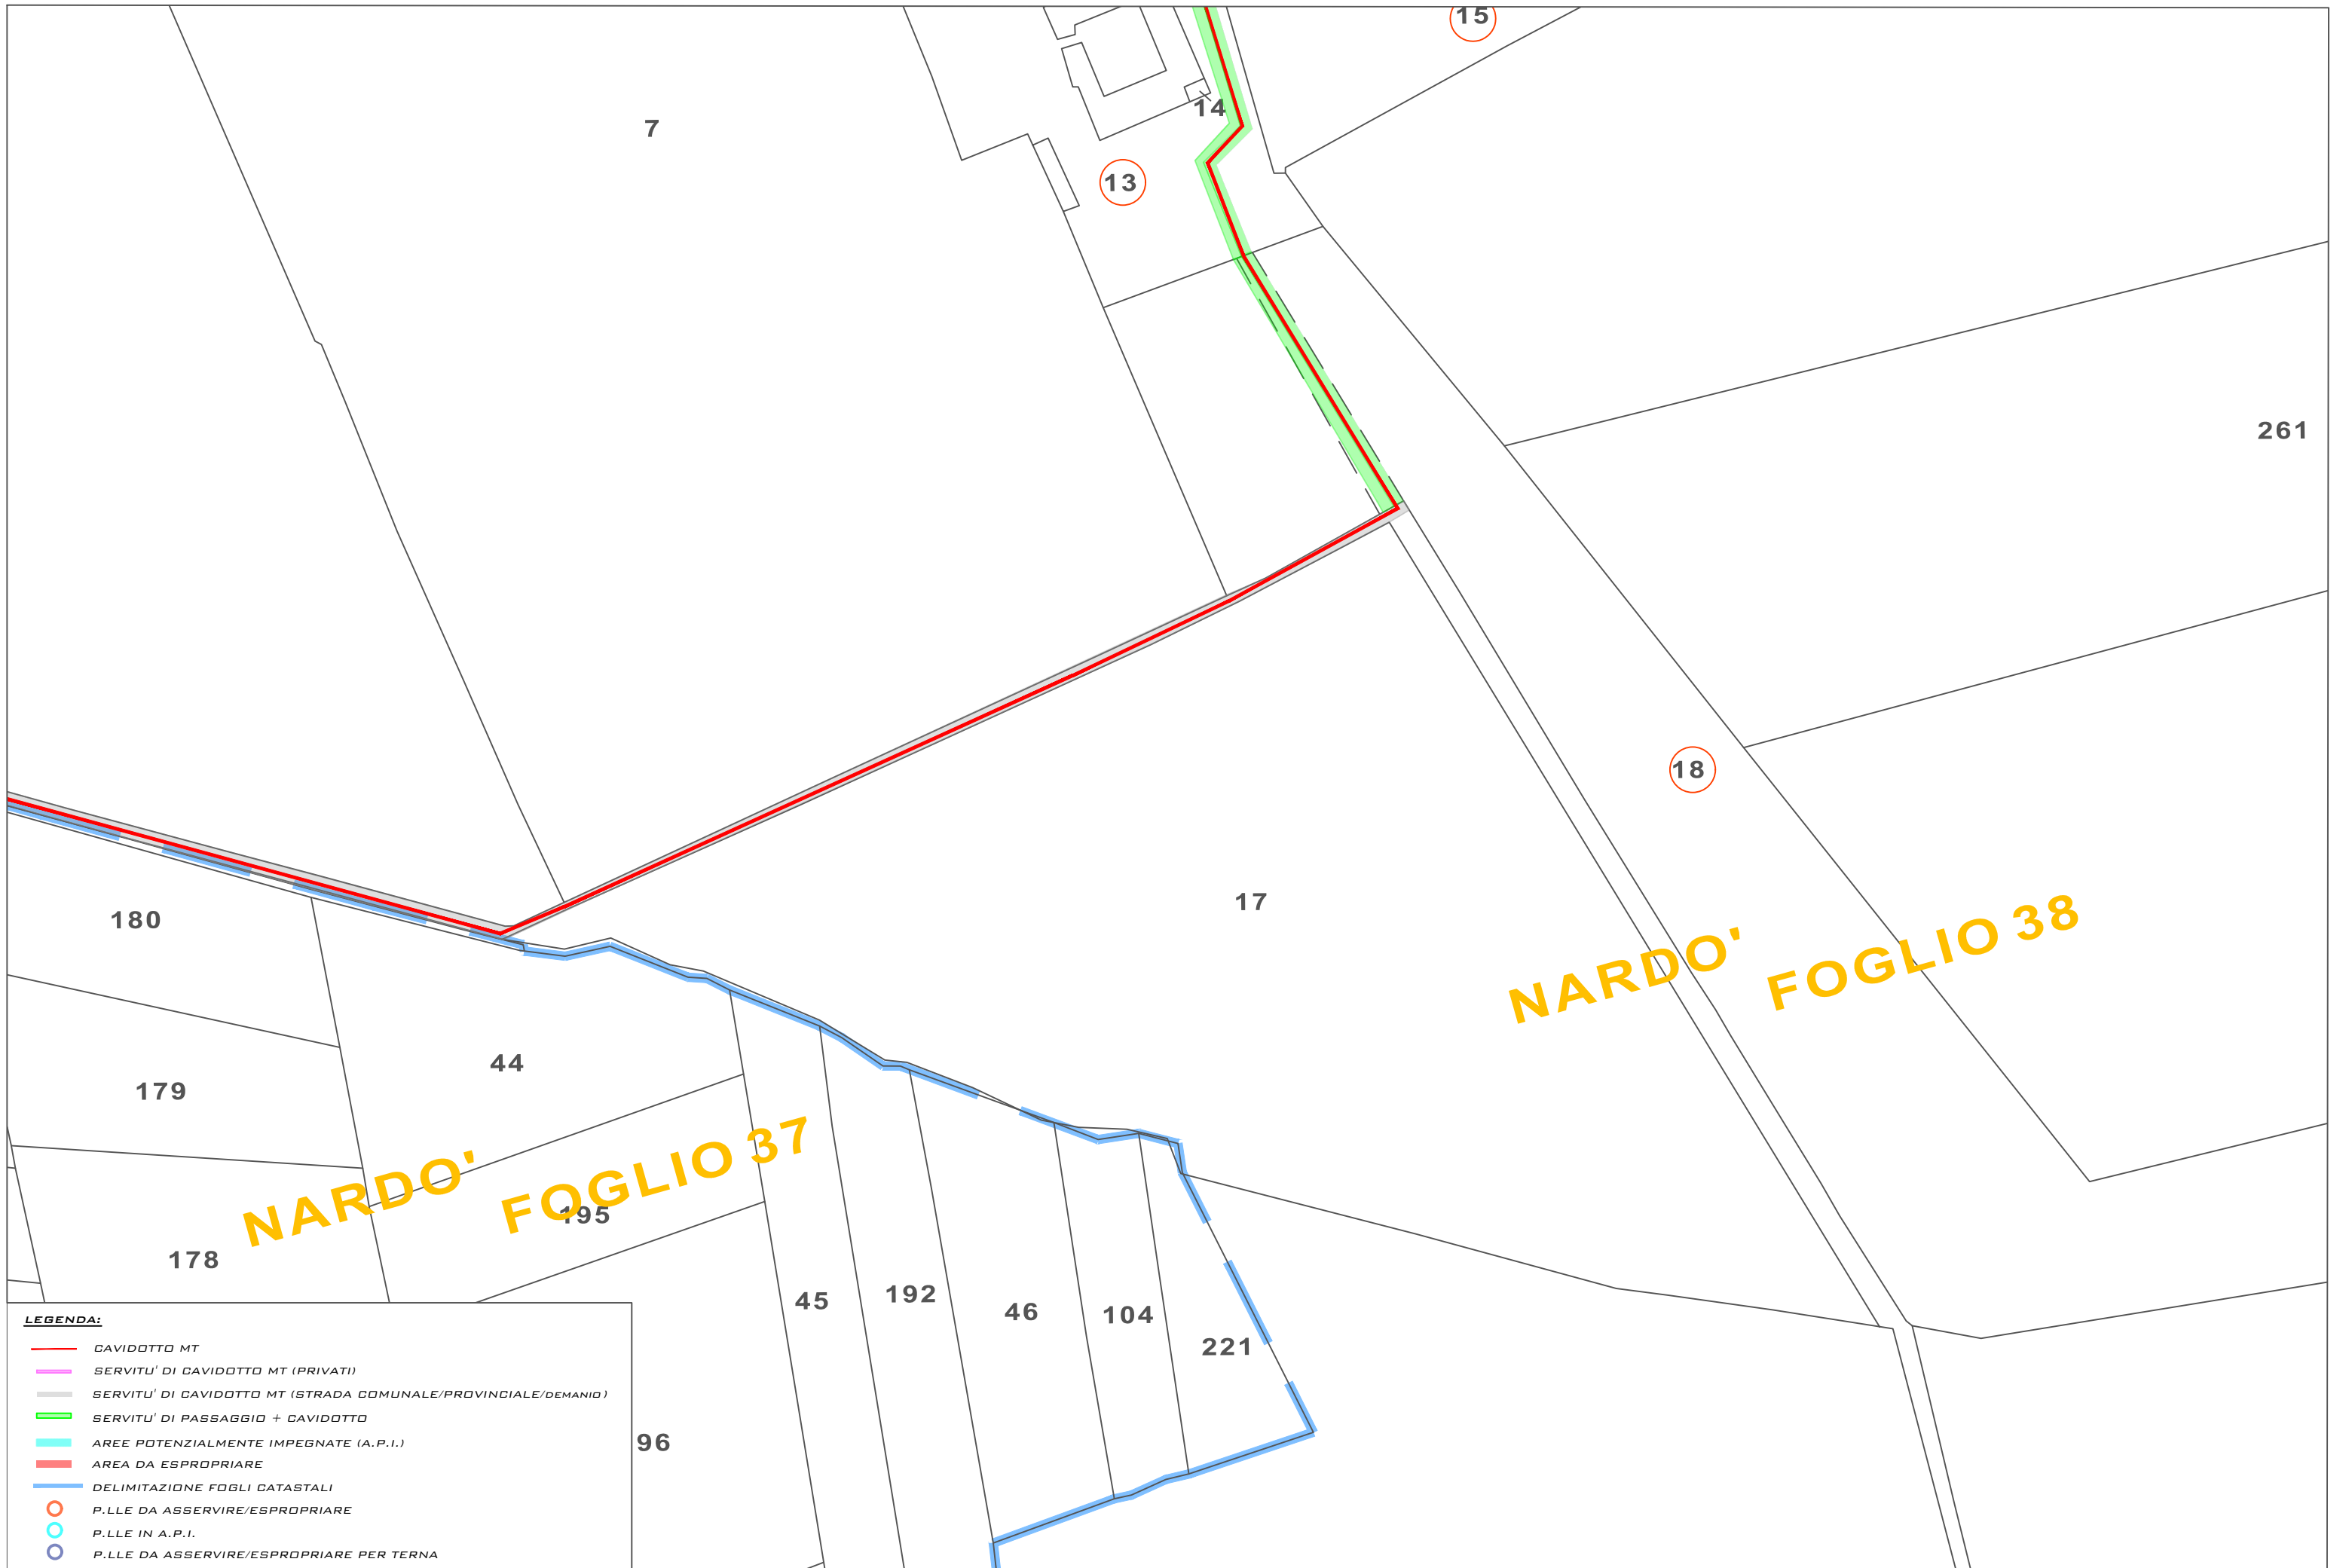 15
7
14
13
261
18
17
180
NARDO' FOGLIO 38
44
179
NARDO' FOGLIO 37
195
178
192
45
46
104
221
96
LEGENDA:
CAVIDOTTO MT
SERVITU' DI CAVIDOTTO MT (PRIVATI)
SERVITU' DI CAVIDOTTO MT (STRADA COMUNALE/PROVINCIALE/DEMANIO)
SERVITU' DI PASSAGGIO + CAVIDOTTO
AREE POTENZIALMENTE IMPEGNATE (A.P.I.)
AREA DA ESPROPRIARE
DELIMITAZIONE FOGLI CATASTALI
P.LLE DA ASSERVIRE/ESPROPRIARE
P.LLE IN A.P.I.
P.LLE DA ASSERVIRE/ESPROPRIARE PER TERNA